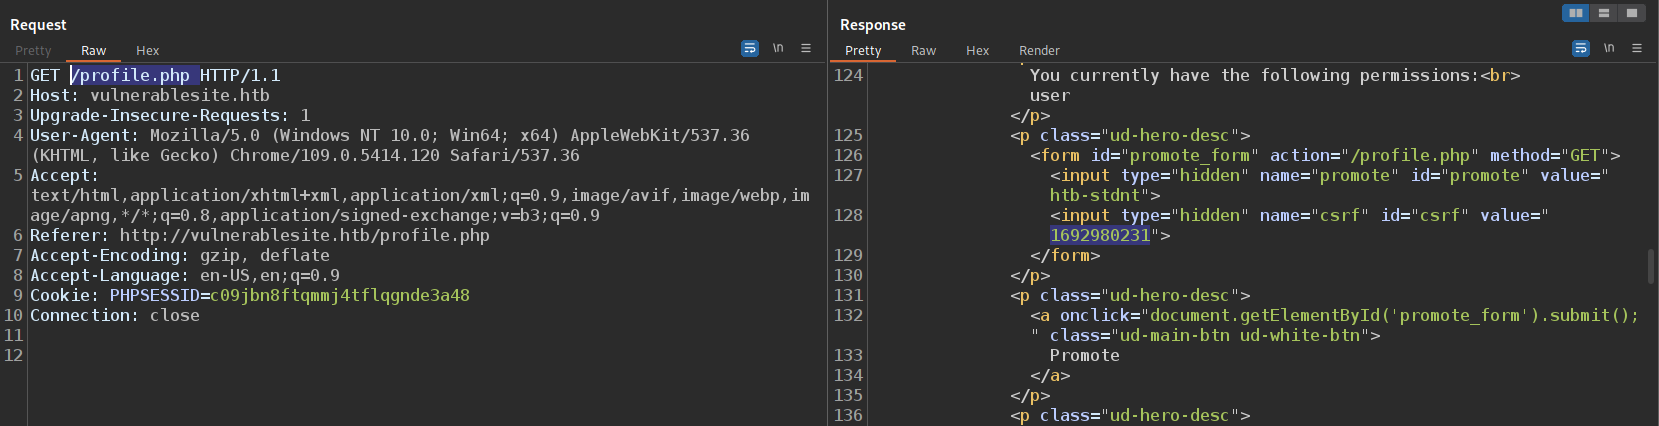 Request
Pretty Raw Hex \n
1 GET /profile.php HTTP/1.1
2 Host: vulnerablesite.htb
3 Upgrade-Insecure-Requests: 1
4 User-Agent: Mozilla/5.0 (Windows NT 10.0; Win64; x64) AppleWebKit/537.36
(KHTML, like Gecko) Chrome/109.0.5414.120 Safari/537.36
5 Accept:
text/html,application/xhtml+xml,application/xml;q=0.9,image/avif,image/webp,im
age/apng,*/*;q=0.8,application/signed-exchange;v=b3;q=0.9
6 Referer: http://vulnerablesite.htb/profile.php
7 Accept-Encoding: gzip, deflate
8 Accept-Language: en-US,en;q=0.9
9 Cookie: PHPSESSID=c09jbn8ftqmmj4tflqgnde3a48
10 Connection: close
11
12
Response
Pretty Raw Hex Render \n
124 You currently have the following permissions:<br>
user
</p>
125 <p class="ud-hero-desc">
126 <form id="promote_form" action="/profile.php" method="GET">
127 <input type="hidden" name="promote" id="promote" value="
htb-stdnt">
128 <input type="hidden" name="csrf" id="csrf" value="
1692980231">
129 </form>
130 </p>
131 <p class="ud-hero-desc">
132 <a onclick="document.getElementById('promote_form').submit();
" class="ud-main-btn ud-white-btn">
133 Promote
134 </a>
135 </p>
136 <p class="ud-hero-desc">